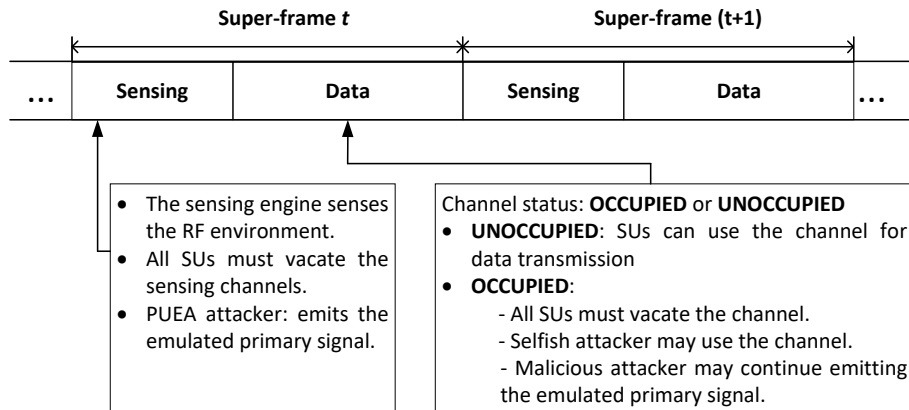 Super-frame t Super-frame (t+1)
... Sensing Data Sensing Data ...
• The sensing engine senses
the RF environment.
• All SUs must vacate the
sensing channels.
• PUEA attacker: emits the
emulated primary signal.
Channel status: OCCUPIED or UNOCCUPIED
• UNOCCUPIED: SUs can use the channel for
data transmission
• OCCUPIED:
- All SUs must vacate the channel.
- Selfish attacker may use the channel.
- Malicious attacker may continue emitting
the emulated primary signal.